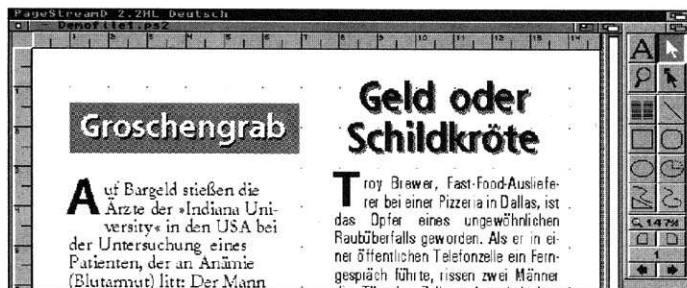 PageStreamD 2.2HL Deutsch
Demofile1.ps2
Groschengrab
Auf Bargeld stießen die
Ärzte der »Indiana Uni-
versity« in den USA bei
der Untersuchung eines
Patienten, der an Anämie
(Blutarmut) litt: Der Mann
Geld oder
Schildkröte
Troy Brewer, Fast-Food-Ausliefe-
rer bei einer Pizzeria in Dallas, ist
das Opfer eines ungewöhnlichen
Raubüberfalls geworden. Als er in ei-
ner öffentlichen Telefonzelle ein Fern-
gespräch führte, rissen zwei Männer
A
147%
1